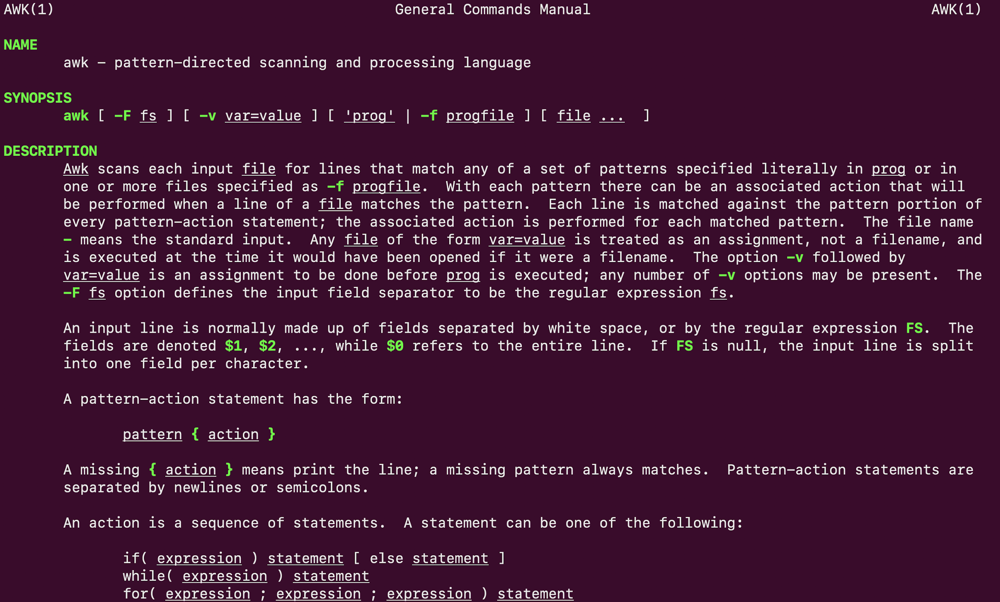 AWK(1)                                        General Commands Manual                                        AWK(1)
NAME
awk – pattern-directed scanning and processing language
SYNOPSIS
awk [ -F fs ] [ -v var=value ] [ 'prog' | -f progfile ] [ file ...  ]
DESCRIPTION
Awk scans each input file for lines that match any of a set of patterns specified literally in prog or in
one or more files specified as -f progfile.  With each pattern there can be an associated action that will
be performed when a line of a file matches the pattern.  Each line is matched against the pattern portion of
every pattern-action statement; the associated action is performed for each matched pattern.  The file name
- means the standard input.  Any file of the form var=value is treated as an assignment, not a filename, and
is executed at the time it would have been opened if it were a filename.  The option -v followed by
var=value is an assignment to be done before prog is executed; any number of -v options may be present.  The
-F fs option defines the input field separator to be the regular expression fs.
An input line is normally made up of fields separated by white space, or by the regular expression FS.  The
fields are denoted $1, $2, ..., while $0 refers to the entire line.  If FS is null, the input line is split
into one field per character.
A pattern-action statement has the form:
pattern { action }
A missing { action } means print the line; a missing pattern always matches.  Pattern-action statements are
separated by newlines or semicolons.
An action is a sequence of statements.  A statement can be one of the following:
if( expression ) statement [ else statement ]
while( expression ) statement
for( expression ; expression ; expression ) statement